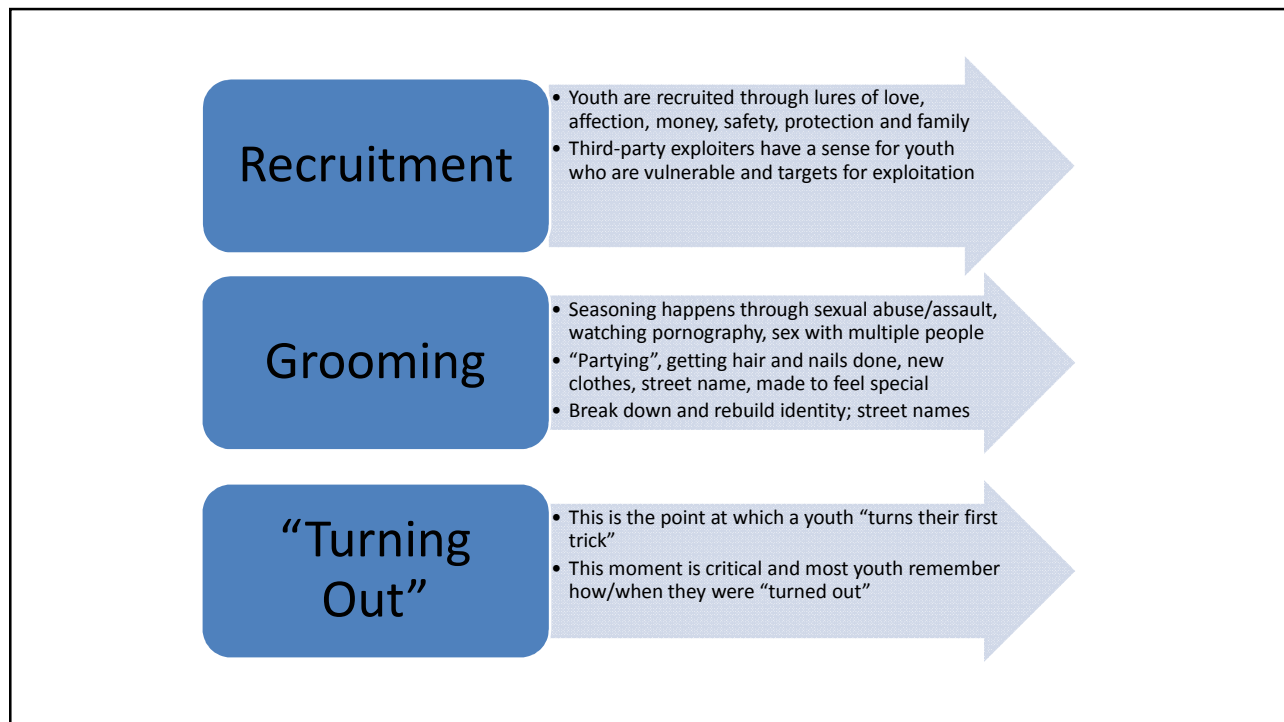 Recruitment
• Youth are recruited through lures of love,
affection, money, safety, protection and family
• Third-party exploiters have a sense for youth
who are vulnerable and targets for exploitation
Grooming
• Seasoning happens through sexual abuse/assault,
watching pornography, sex with multiple people
• “Partying”, getting hair and nails done, new
clothes, street name, made to feel special
• Break down and rebuild identity; street names
“Turning
Out”
• This is the point at which a youth “turns their first
trick”
• This moment is critical and most youth remember
how/when they were “turned out”